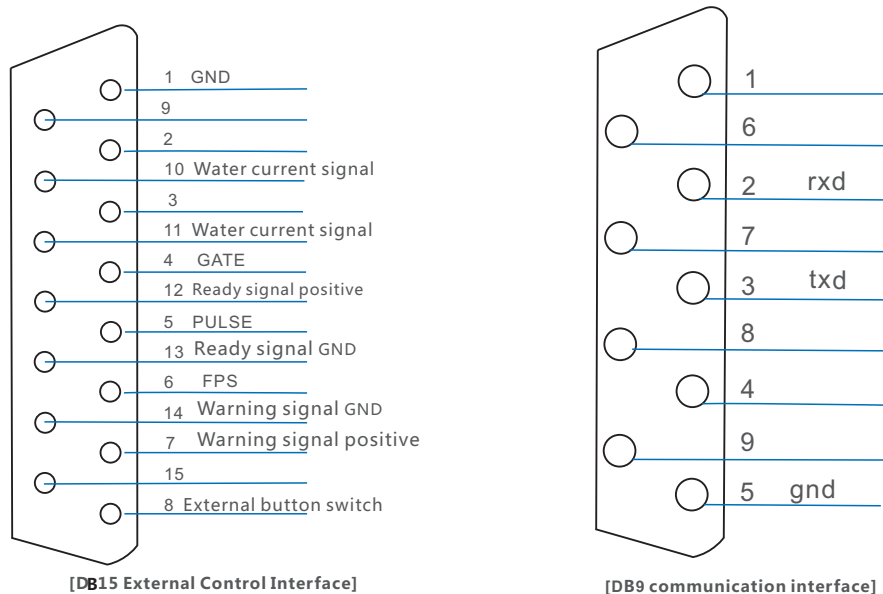 1 GND
9
2
10 Water current signal
3
11 Water current signal
4 GATE
12 Ready signal positive
5 PULSE
13 Ready signal GND
6 FPS
14 Warning signal GND
7 Warning signal positive
15
8 External button switch
[DB15 External Control Interface]
1
6
2 rxd
7
3 txd
8
4
9
5 gnd
[DB9 communication interface]